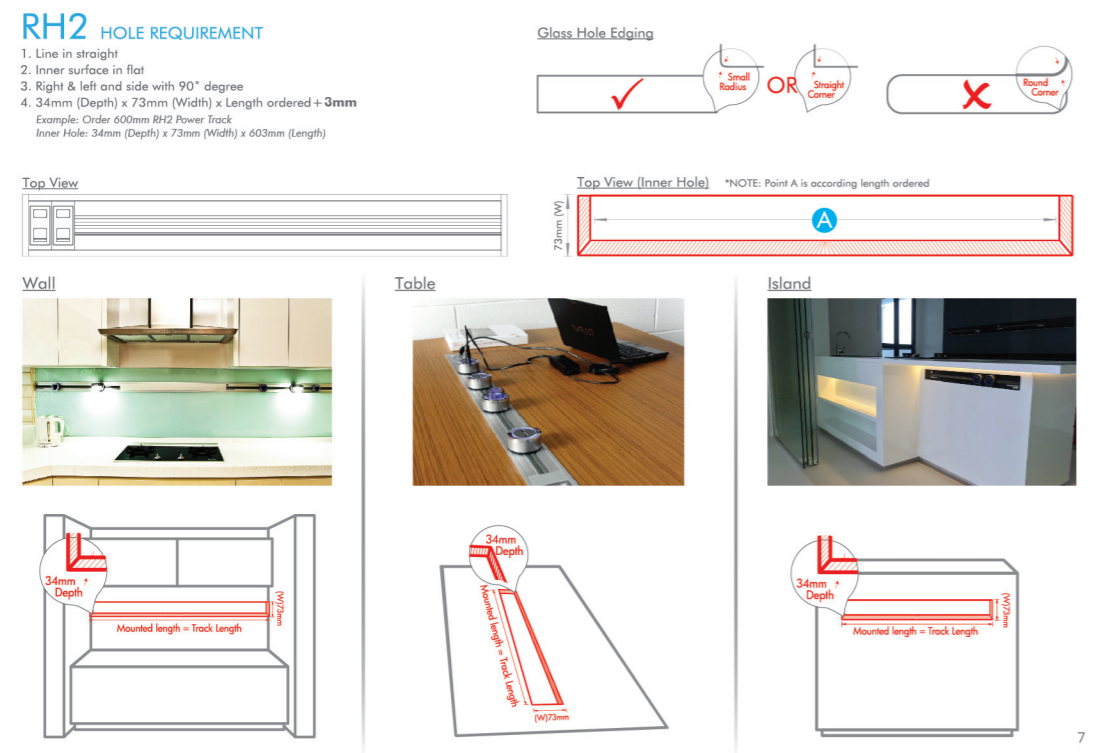 RH2 HOLE REQUIREMENT
1. Line in straight
2. Inner surface in flat
3. Right & left and side with 90˚ degree
4. 34mm (Depth) x 73mm (Width) x Length ordered+3mm
Example: Order 600mm RH2 Power Track
Inner Hole: 34mm (Depth) x 73mm (Width) x 603mm (Length)
Glass Hole Edging
Small
Radius
OR
Straight
Corner
Round
Corner
Top View
Top View (Inner Hole) *NOTE: Point A is according length ordered
73mm (W)
A
Wall
Table
Island
VAIO
34mm
Depth
(W)73mm
Mounted length = Track Length
34mm
Depth
Mounted length = Track Length
(W)73mm
34mm
Depth
(W)73mm
Mounted length = Track Length
7